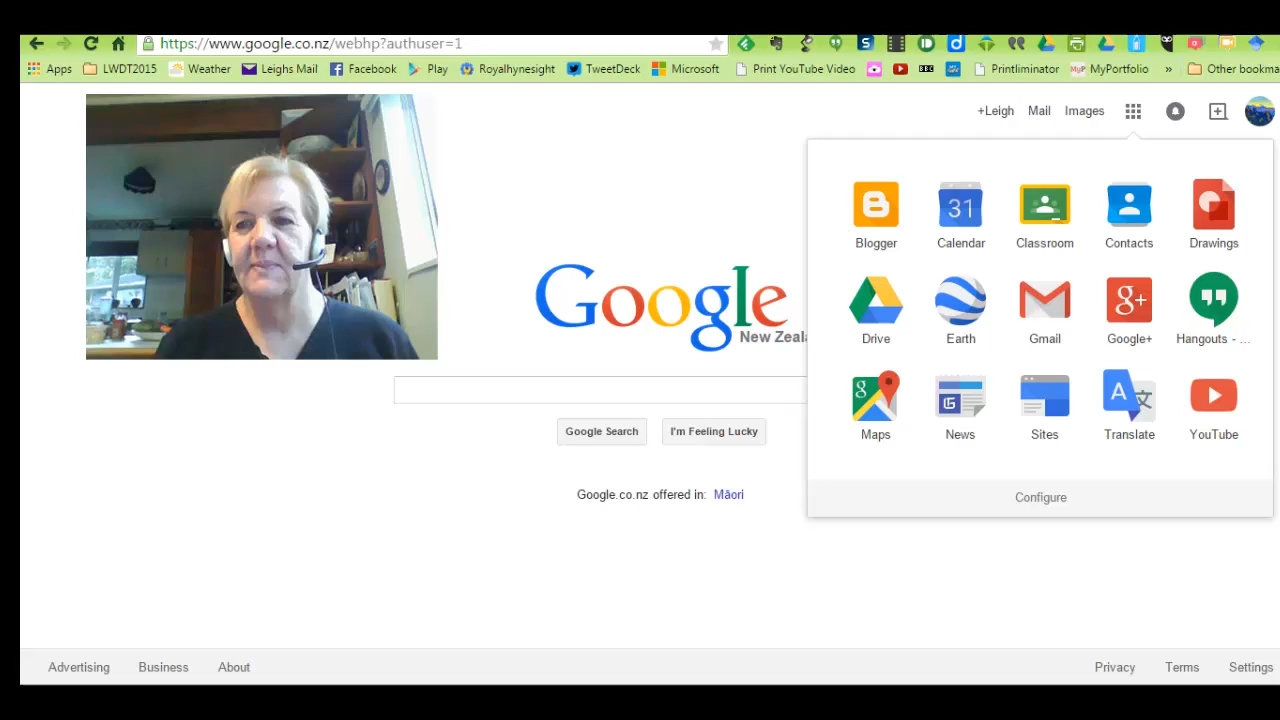 https://www.google.co.nz/webhp?authuser=1
Apps LWDT2015 Weather Leighs Mail Facebook Play Royalhynesight TweetDeck Microsoft Print YouTube Video BBC Printliminator MyPortfolio » Other bookma
+Leigh Mail Images
Google
New Zeala
Blogger Calendar Classroom Contacts Drawings
Drive Earth Gmail Google+ Hangouts - ...
Maps News Sites Translate YouTube
Configure
Google Search I'm Feeling Lucky
Google.co.nz offered in: Māori
Advertising Business About Privacy Terms Settings